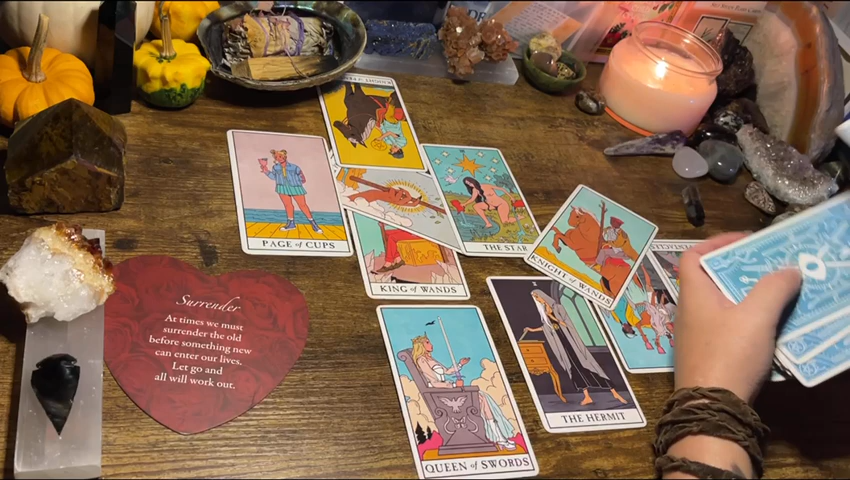 PAGE of CUPS
THE STAR
KING of WANDS
KNIGHT of WANDS
THE HERMIT
QUEEN of SWORDS
Surrender
At times we must
surrender the old
before something new
can enter our lives.
Let go and
all will work out.